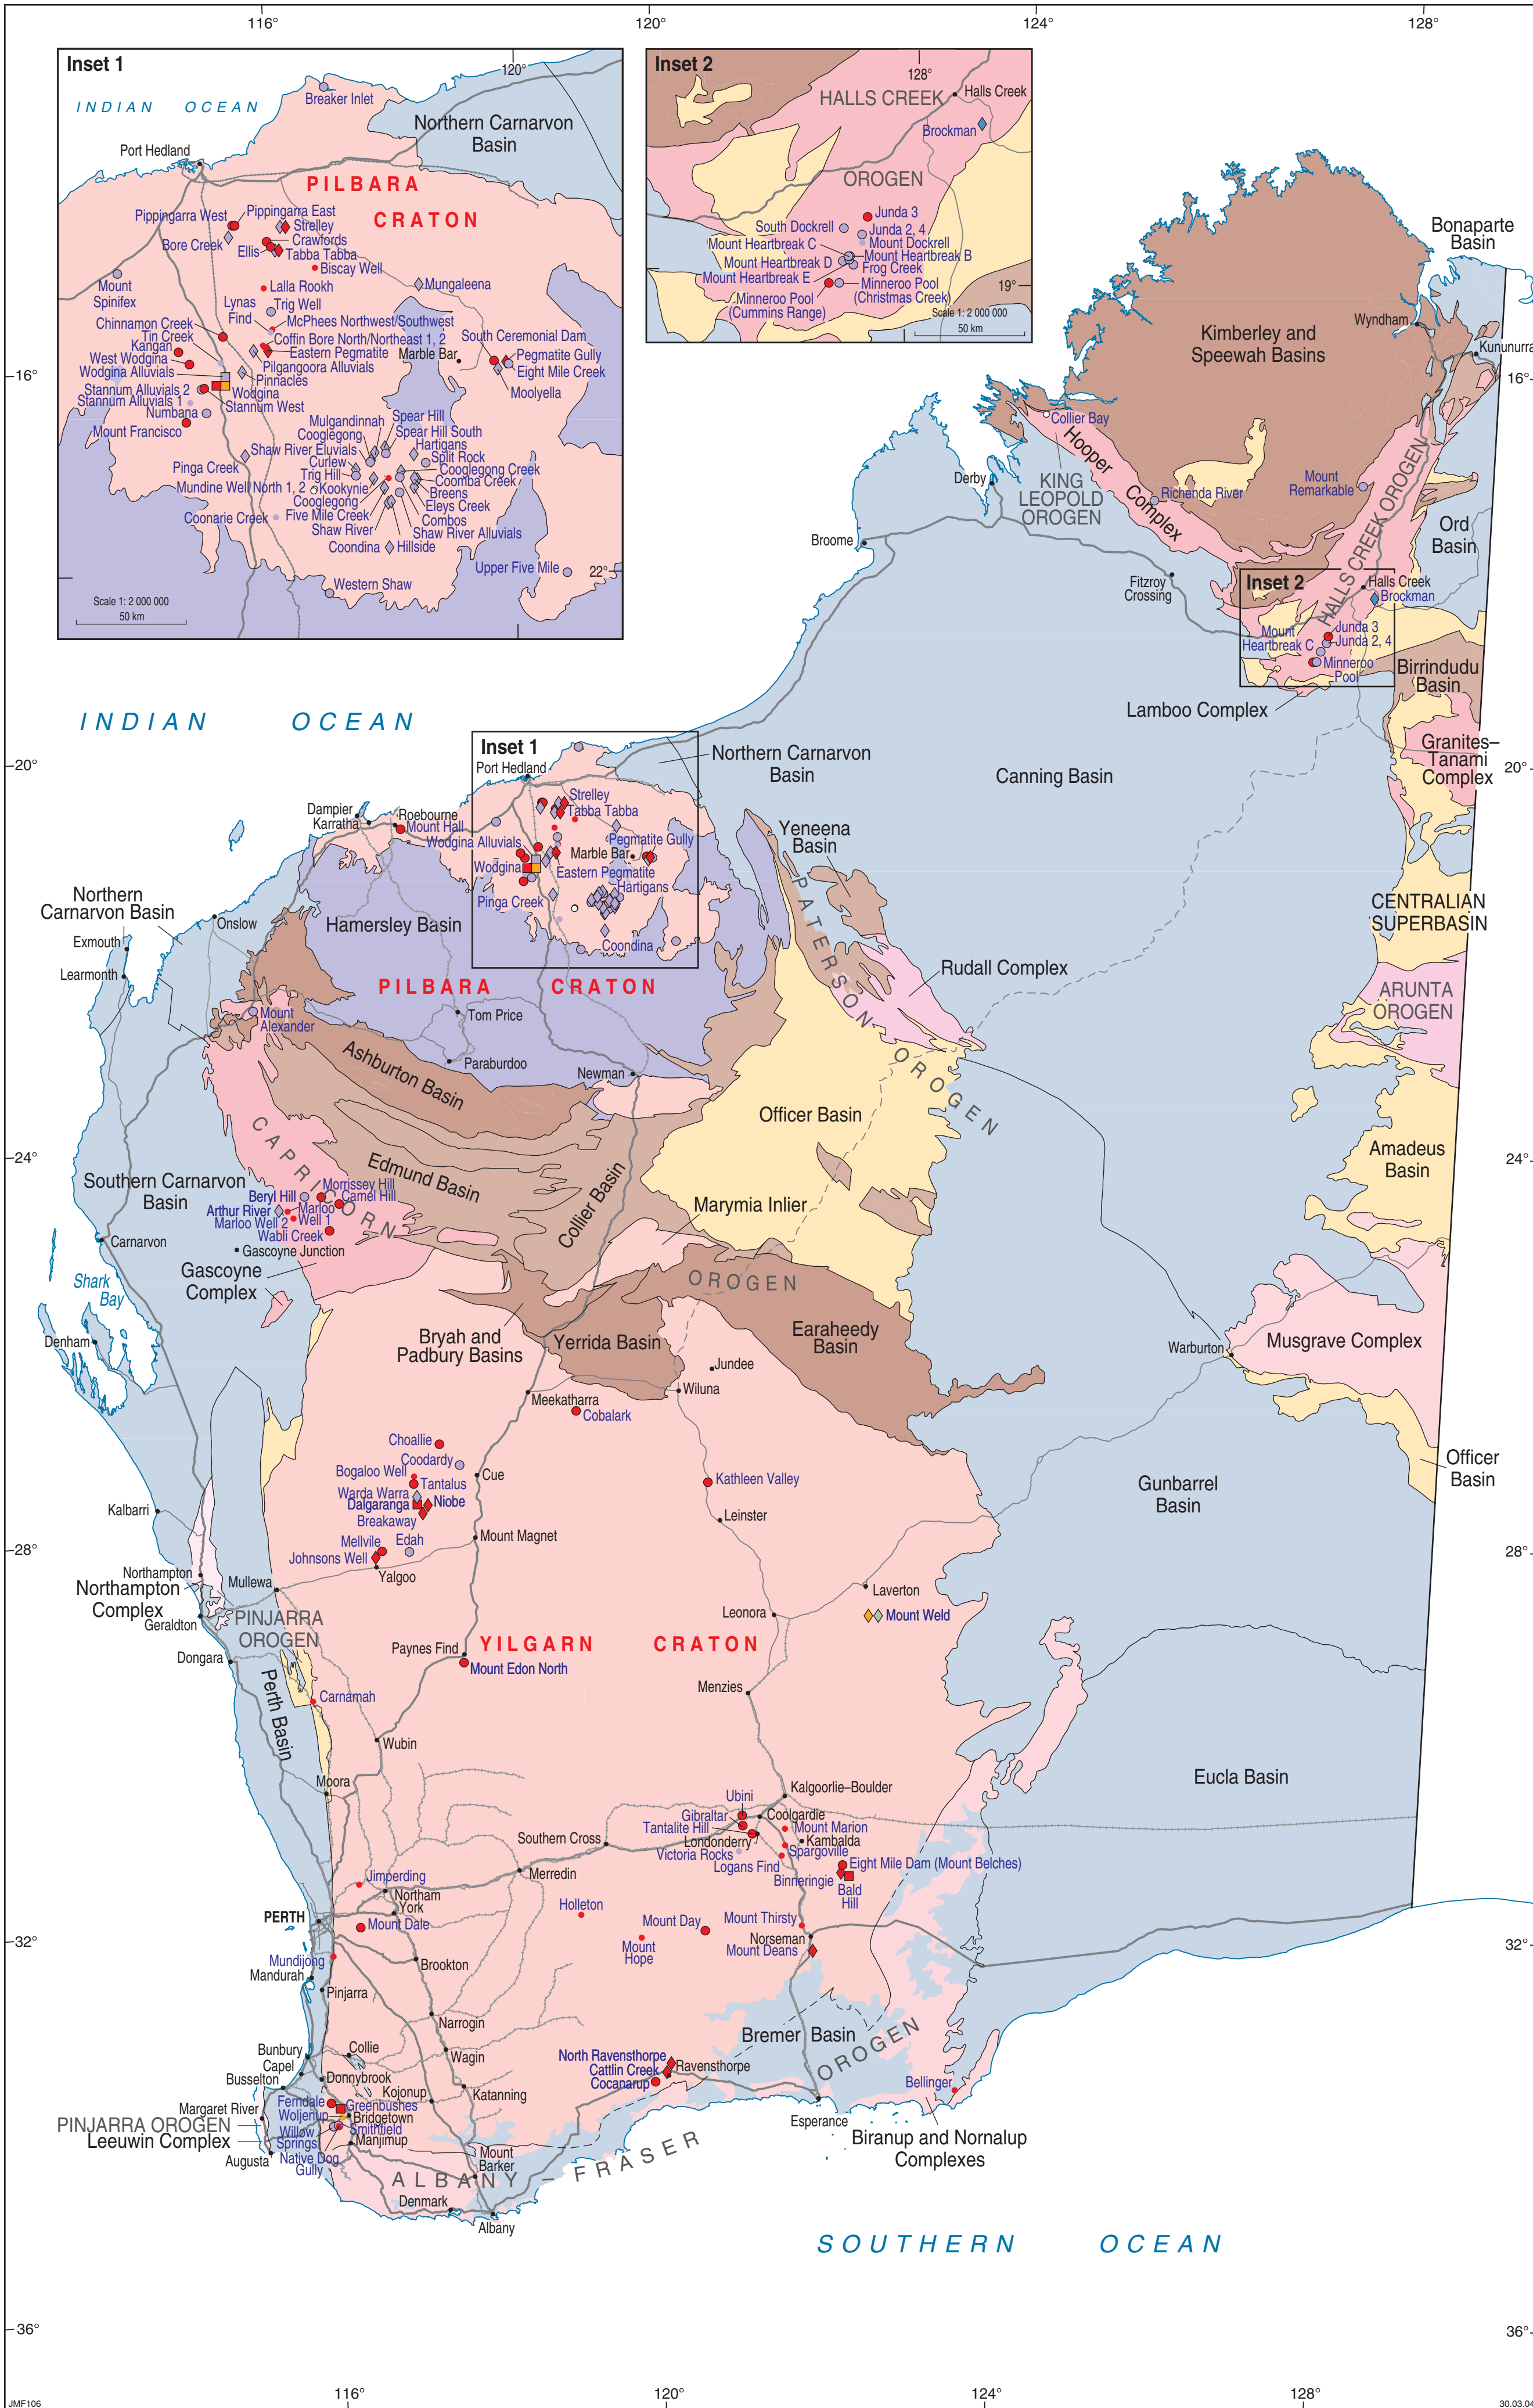 116°
120°
124°
128°
Inset 1
120°
INDIAN OCEAN
Breaker Inlet
Northern Carnarvon
Basin
Port Hedland
PILBARA
CRATON
Pippingarra West
Pippingarra East
Strelley
Bore Creek
Crawfords
Ellis
Tabba Tabba
Biscay Well
Mount
Spinifex
Lalla Rookh
Mungaleena
Lynas
Find
Trig Well
Chinnamon Creek
McPhees Northwest/Southwest
Tin Creek
Coffin Bore North/Northeast 1, 2
South Ceremonial Dam
Kangan
Eastern Pegmatite
Marble Bar
Pegmatite Gully
West Wodgina
Pilgangoora Alluvials
Eight Mile Creek
Wodgina Alluvials
Pinnacles
Moolyella
Stannum Alluvials 2
Wodgina
Stannum Alluvials 1
Stannum West
Numbana
Mount Francisco
Mulgandinnah
Spear Hill
Cooglegong
Spear Hill South
Shaw River Eluvials
Hartigans
Curlew
Split Rock
Pinga Creek
Trig Hill
Cooglegong Creek
Mundine Well North 1, 2
Kookynie
Coomba Creek
Cooglegong
Breens
Coonarie Creek
Five Mile Creek
Eleys Creek
Shaw River
Combos
Shaw River Alluvials
Coondina
Hillside
Upper Five Mile
22°
Western Shaw
Scale 1: 2 000 000
50 km
Inset 2
128°
HALLS CREEK
Halls Creek
Brockman
OROGEN
Junda 3
South Dockrell
Junda 2, 4
Mount Heartbreak C
Mount Dockrell
Mount Heartbreak D
Mount Heartbreak B
Frog Creek
Mount Heartbreak E
Minneroo Pool
(Christmas Creek)
19°
Minneroo Pool
(Cummins Range)
Scale 1: 2 000 000
50 km
Bonaparte
Basin
Wyndham
Kimberley and
Speewah Basins
Kununurra
16°
16°
Collier Bay
Hooper
Complex
KING
LEOPOLD
OROGEN
Derby
Richenda River
Mount
Remarkable
HALLS CREEK OROGEN
Ord
Basin
Broome
Fitzroy
Crossing
Inset 2
Halls Creek
Brockman
Mount
Heartbreak C
Junda 3
Junda 2, 4
Minneroo
Pool
Birrindudu
Basin
Lamboo Complex
INDIAN OCEAN
Inset 1
Port Hedland
Northern Carnarvon
Basin
Canning Basin
Granites–
Tanami
Complex
20°
20°
Dampier
Karratha
Roebourne
Mount Hall
Strelley
Tabba Tabba
Wodgina Alluvials
Pegmatite Gully
Marble Bar
Wodgina
Eastern Pegmatite
Hartigans
Pinga Creek
Coondina
Yeneena
Basin
PATERSON
OROGEN
Northern
Carnarvon Basin
Onslow
Exmouth
Learmonth
Hamersley Basin
PILBARA CRATON
CENTRALIAN
SUPERBASIN
Rudall Complex
ARUNTA
OROGEN
Mount
Alexander
Tom Price
Paraburdoo
Ashburton Basin
Newman
Officer Basin
24°
24°
CAPRICORN
Edmund Basin
Collier Basin
Amadeus
Basin
Southern Carnarvon
Basin
Morrissey Hill
Beryl Hill
Camel Hill
Arthur River
Marloo
Marloo Well 2
Well 1
Wabli Creek
Marymia Inlier
Carnarvon
Gascoyne Junction
Gascoyne
Complex
Shark
Bay
OROGEN
Denham
Bryah and
Padbury Basins
Yerrida Basin
Earaheedy
Basin
Warburton
Musgrave Complex
Jundee
Wiluna
Meekatharra
Cobalark
Choallie
Coodardy
Bogaloo Well
Cue
Tantalus
Kathleen Valley
Warda Warra
Dalgaranga
Niobe
Breakaway
Leinster
Gunbarrel
Basin
Officer
Basin
Kalbarri
Mount Magnet
Mellvile
Edah
Johnsons Well
Yalgoo
28°
28°
Northampton
Northampton
Complex
Mullewa
Geraldton
PINJARRA
OROGEN
Laverton
Leonora
Mount Weld
Dongara
Paynes Find
YILGARN CRATON
Mount Edon North
Perth Basin
Carnamah
Menzies
Wubin
Moora
Eucla Basin
Kalgoorlie–Boulder
Ubini
Gibraltar
Coolgardie
Tantalite Hill
Mount Marion
Southern Cross
Londonderry
Kambalda
Victoria Rocks
Spargoville
Logans Find
Eight Mile Dam (Mount Belches)
Merredin
Binneringie
Bald
Hill
Jimperding
Northam
York
PERTH
Holleton
Mount Dale
Mount Day
Mount Thirsty
Norseman
Mount
Hope
Mount Deans
32°
32°
Mundijong
Mandurah
Brookton
Pinjarra
Narrogin
Bremer Basin
OROGEN
Bunbury
Collie
Capel
Wagin
North Ravensthorpe
Busselton
Donnybrook
Cattlin Creek
Ravensthorpe
Kojonup
Katanning
Cocanarup
Bellinger
Ferndale
Greenbushes
Margaret River
Woljenup
Bridgetown
Esperance
PINJARRA OROGEN
Willow
Springs
Smithfield
Leeuwin Complex
Manjimup
Biranup and Nornalup
Complexes
Augusta
Native Dog
Gully
Mount
Barker
ALBANY – FRASER
Denmark
Albany
SOUTHERN OCEAN
36°
36°
116°
120°
124°
128°
JMF106
30.03.04